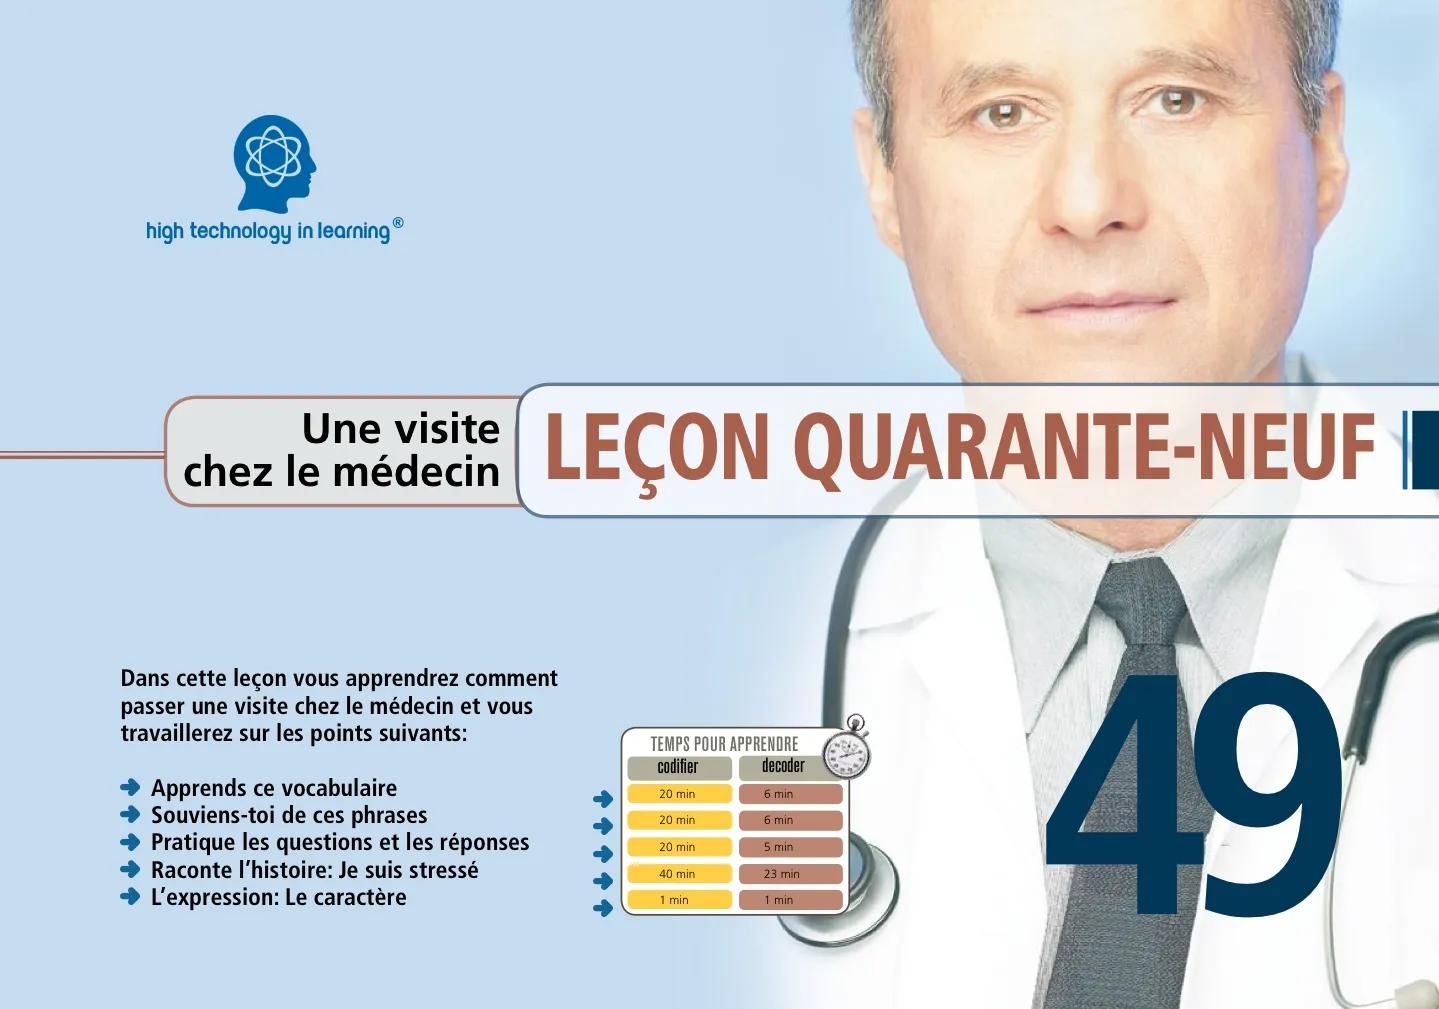 high technology in learning®
Une visite
chez le médecin
LEÇON QUARANTE-NEUF
Dans cette leçon vous apprendrez comment
passer une visite chez le médecin et vous
travaillerez sur les points suivants:
Apprends ce vocabulaire
Souviens-toi de ces phrases
Pratique les questions et les réponses
Raconte l'histoire: Je suis stressé
L'expression: Le caractère
TEMPS POUR APPRENDRE
codifier decoder
20 min 6 min
20 min 6 min
20 min 5 min
40 min 23 min
1 min 1 min
49